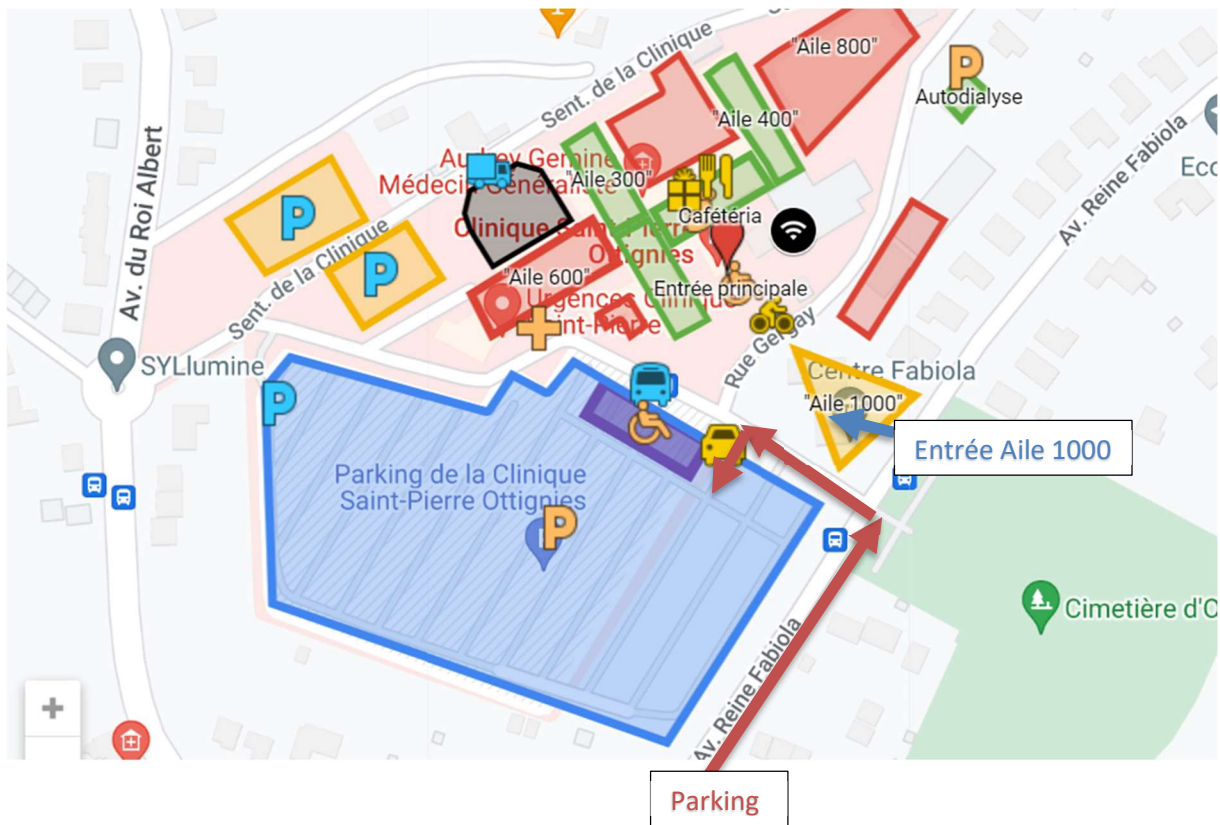 "Aile 800"
Sent. de la Clinique
P
Autodialyse
"Aile 400"
Av. du Roi Albert
"Aile 300"
Av. Reine Fabiola
Ec
Cafétéria
Clinique Saint-Pierre
Ottignies
P
P
Sent. de la Clinique
"Aile 600"
Entrée principale
Urgences Clinique
Saint-Pierre
Rue Gergay
SYLlumine
Centre Fabiola
"Aile 1000"
P
Entrée Aile 1000
Parking de la Clinique
Saint-Pierre Ottignies
P
Cimetière d'O
Av. Reine Fabiola
+
Parking